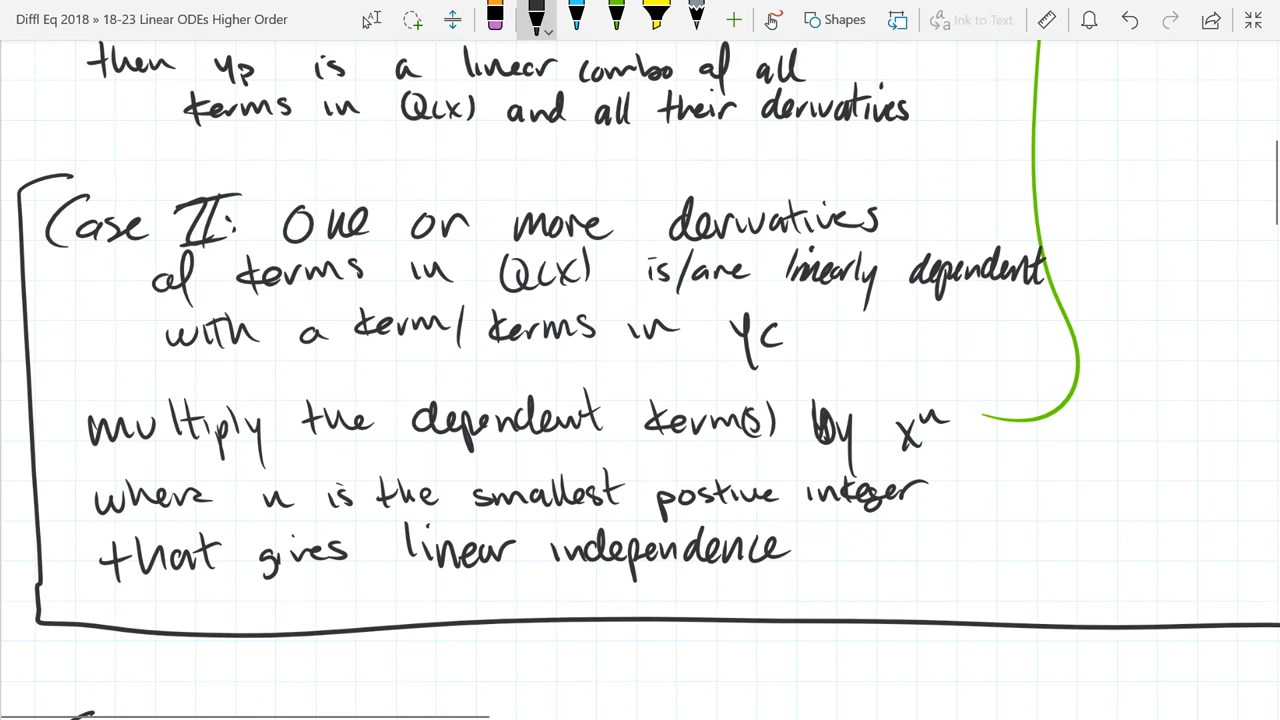 Diffl Eq 2018 » 18-23 Linear ODEs Higher Order
Shapes
Ink to Text
then yp is a linear combo of all
terms in Q(x) and all their derivatives
Case II: One or more derivatives
of terms in Q(x) is/are linearly dependent
with a term/terms in yc
multiply the dependent term(s) by xⁿ
where n is the smallest postive integer
that gives linear independence